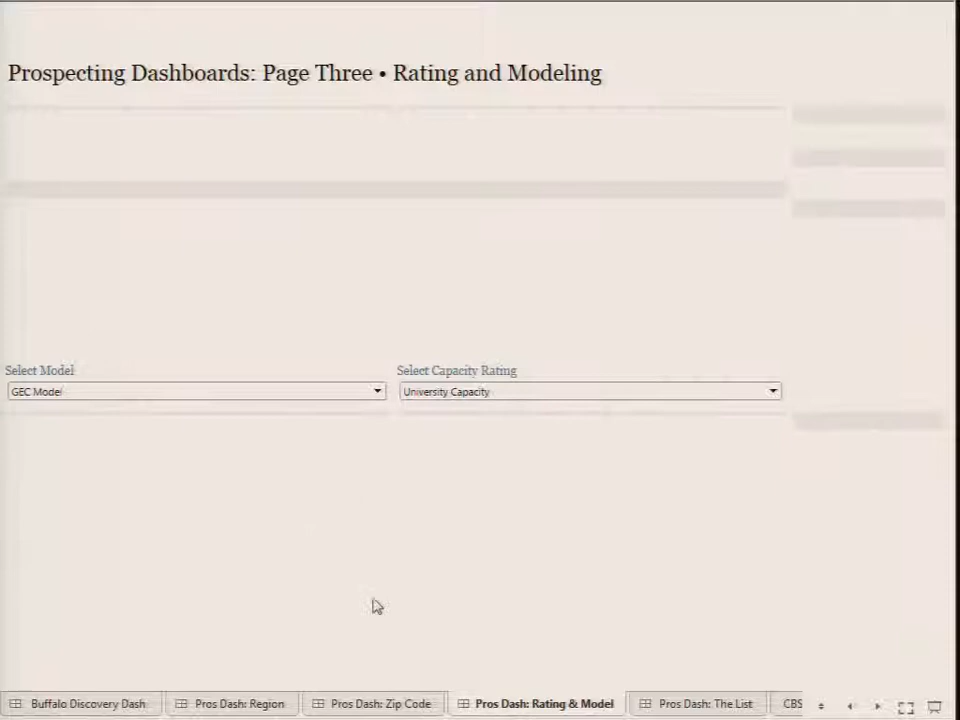 Prospecting Dashboards: Page Three • Rating and Modeling
Select Model
Select Capacity Rating
GEC Model
University Capacity
Buffalo Discovery Dash
Pros Dash: Region
Pros Dash: Zip Code
Pros Dash: Rating & Model
Pros Dash: The List
CBS